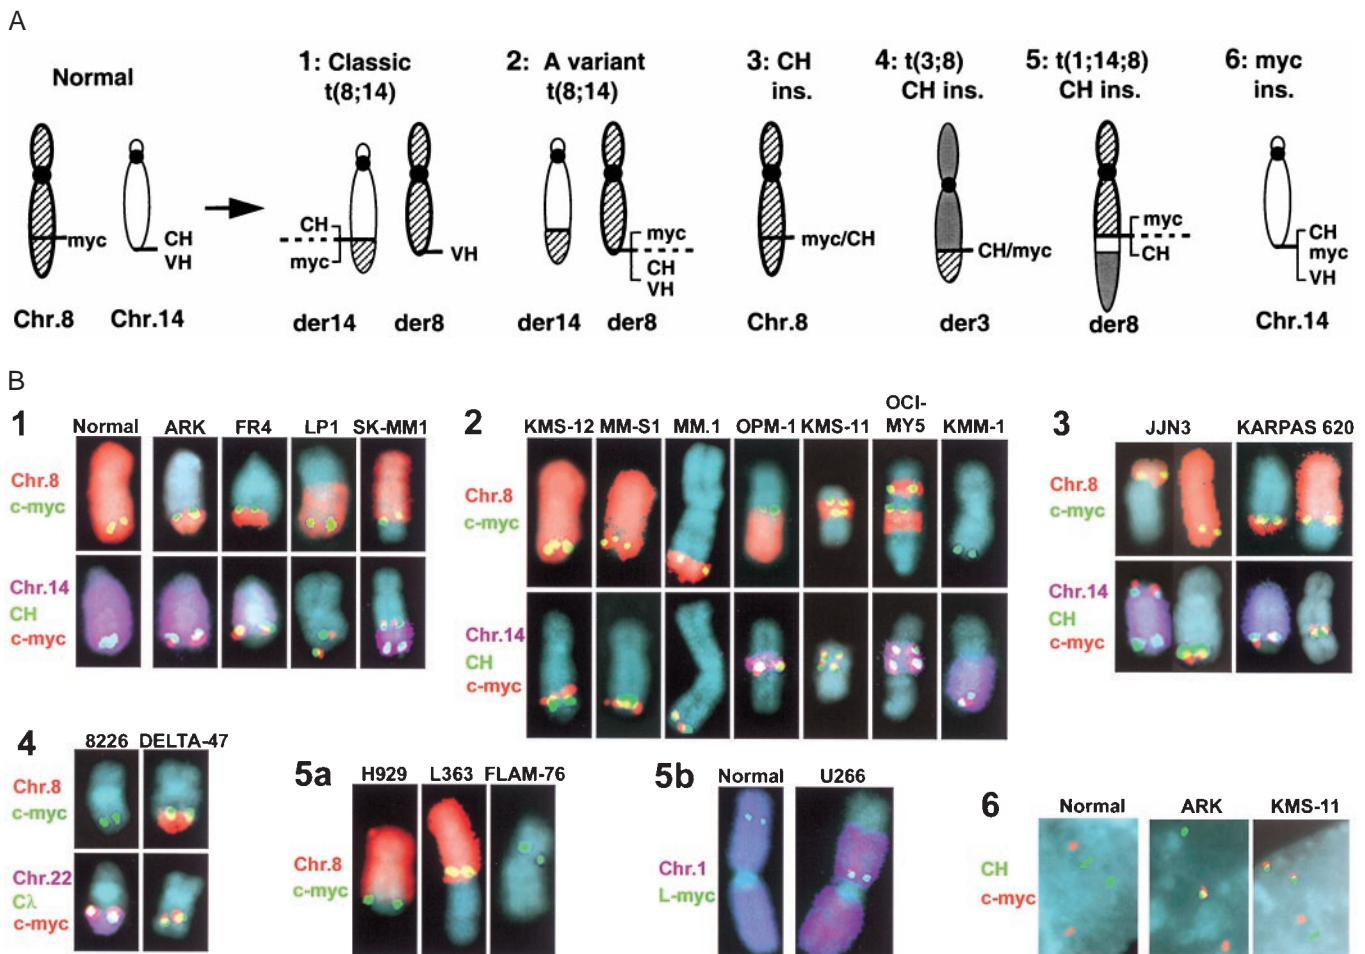 A
Normal
1: Classic
t(8;14)
2: A variant
t(8;14)
3: CH
ins.
4: t(3;8)
CH ins.
5: t(1;14;8)
CH ins.
6: myc
ins.
myc
CH
VH
CH
myc
VH
myc
CH
VH
myc/CH
CH/myc
myc
CH
CH
myc
VH
Chr.8
Chr.14
der14
der8
der14
der8
Chr.8
der3
der8
Chr.14
B
1
Normal
ARK
FR4
LP1
SK-MM1
Chr.8
c-myc
Chr.14
CH
c-myc
2
KMS-12
MM-S1
MM.1
OPM-1
KMS-11
OCI-
MY5
KMM-1
Chr.8
c-myc
Chr.14
CH
c-myc
3
JJN3
KARPAS 620
Chr.8
c-myc
Chr.14
CH
c-myc
4
8226
DELTA-47
Chr.8
c-myc
Chr.22
Cλ
c-myc
5a
H929
L363
FLAM-76
Chr.8
c-myc
5b
Normal
U266
Chr.1
L-myc
6
Normal
ARK
KMS-11
CH
c-myc